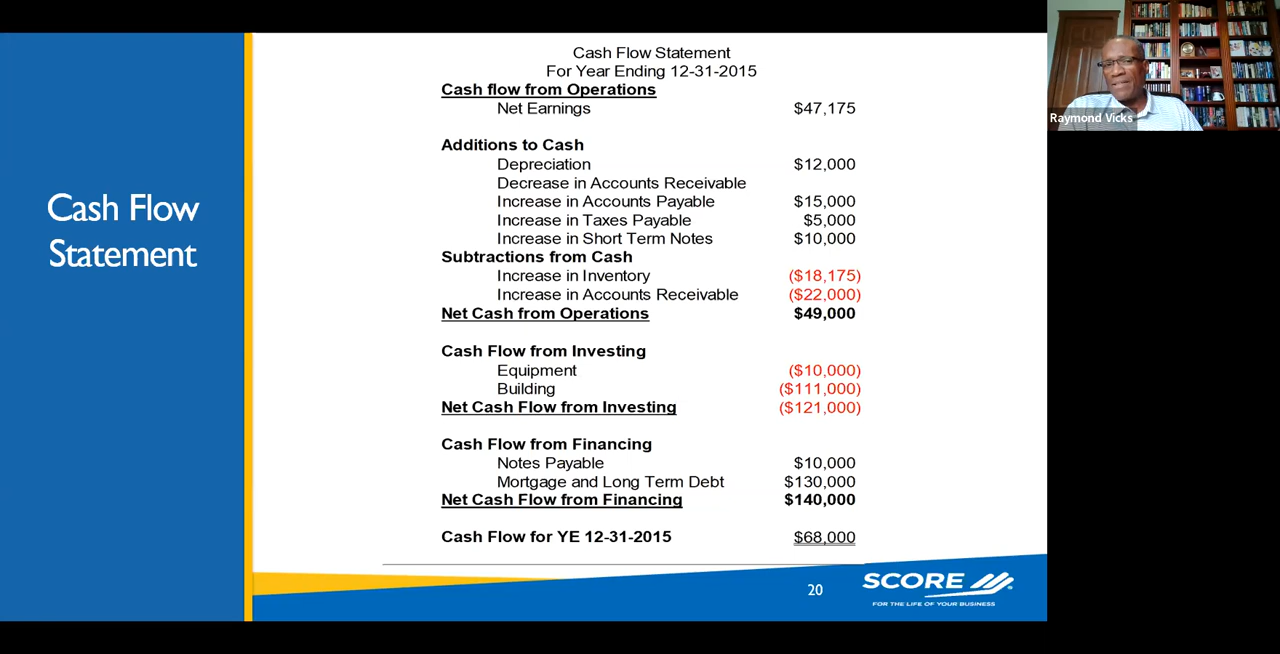 Cash Flow Statement
For Year Ending 12-31-2015
Cash flow from Operations
Net Earnings $47,175
Additions to Cash
Depreciation $12,000
Decrease in Accounts Receivable
Increase in Accounts Payable $15,000
Increase in Taxes Payable $5,000
Increase in Short Term Notes $10,000
Subtractions from Cash
Increase in Inventory ($18,175)
Increase in Accounts Receivable ($22,000)
Net Cash from Operations $49,000
Cash Flow from Investing
Equipment ($10,000)
Building ($111,000)
Net Cash Flow from Investing ($121,000)
Cash Flow from Financing
Notes Payable $10,000
Mortgage and Long Term Debt $130,000
Net Cash Flow from Financing $140,000
Cash Flow for YE 12-31-2015 $68,000
Cash Flow
Statement
20
SCORE
FOR THE LIFE OF YOUR BUSINESS
Raymond Vicks